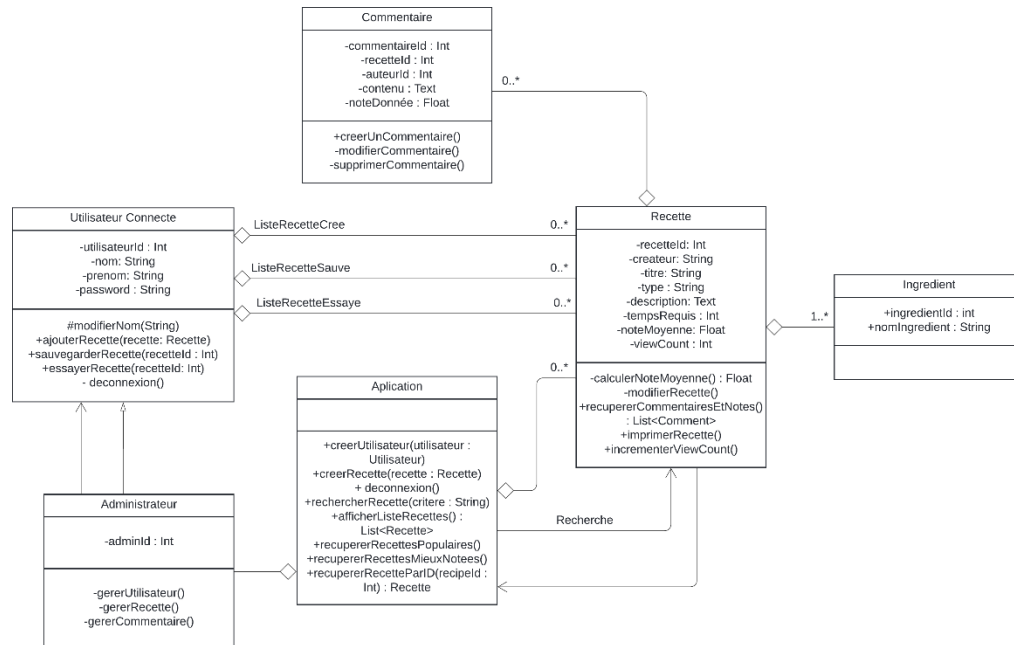 Commentaire
-commentaireId : Int
-recetteId : Int
-auteurId : Int
-contenu : Text
-noteDonnée : Float
+creerUnCommentaire()
-modifierCommentaire()
-supprimerCommentaire()
0..*
Utilisateur Connecte
-utilisateurId : Int
-nom: String
-prenom: String
-password : String
#modifierNom(String)
+ajouterRecette(recette: Recette)
+sauvegarderRecette(recetteId : Int)
+essayerRecette(recetteId: Int)
- deconnexion()
ListeRecetteCree
0..*
ListeRecetteSauve
0..*
ListeRecetteEssaye
0..*
Recette
-recetteId: Int
-createur: String
-titre: String
-type : String
-description: Text
-tempsRequis : Int
-noteMoyenne: Float
-viewCount : Int
-calculerNoteMoyenne() : Float
-modifierRecette()
+recupererCommentairesEtNotes()
: List<Comment>
+imprimerRecette()
+incrementerViewCount()
1..*
Ingredient
+ingredientId : int
+nomIngredient : String
0..*
Aplication
+creerUtilisateur(utilisateur :
Utilisateur)
+creerRecette(recette : Recette)
+ deconnexion()
+rechercherRecette(critere : String)
+afficherListeRecettes() :
List<Recette>
+recupererRecettesPopulaires()
+recupererRecettesMieuxNotees()
+recupererRecetteParID(recipeId :
Int) : Recette
Recherche
Administrateur
-adminId : Int
-gererUtilisateur()
-gererRecette()
-gererCommentaire()